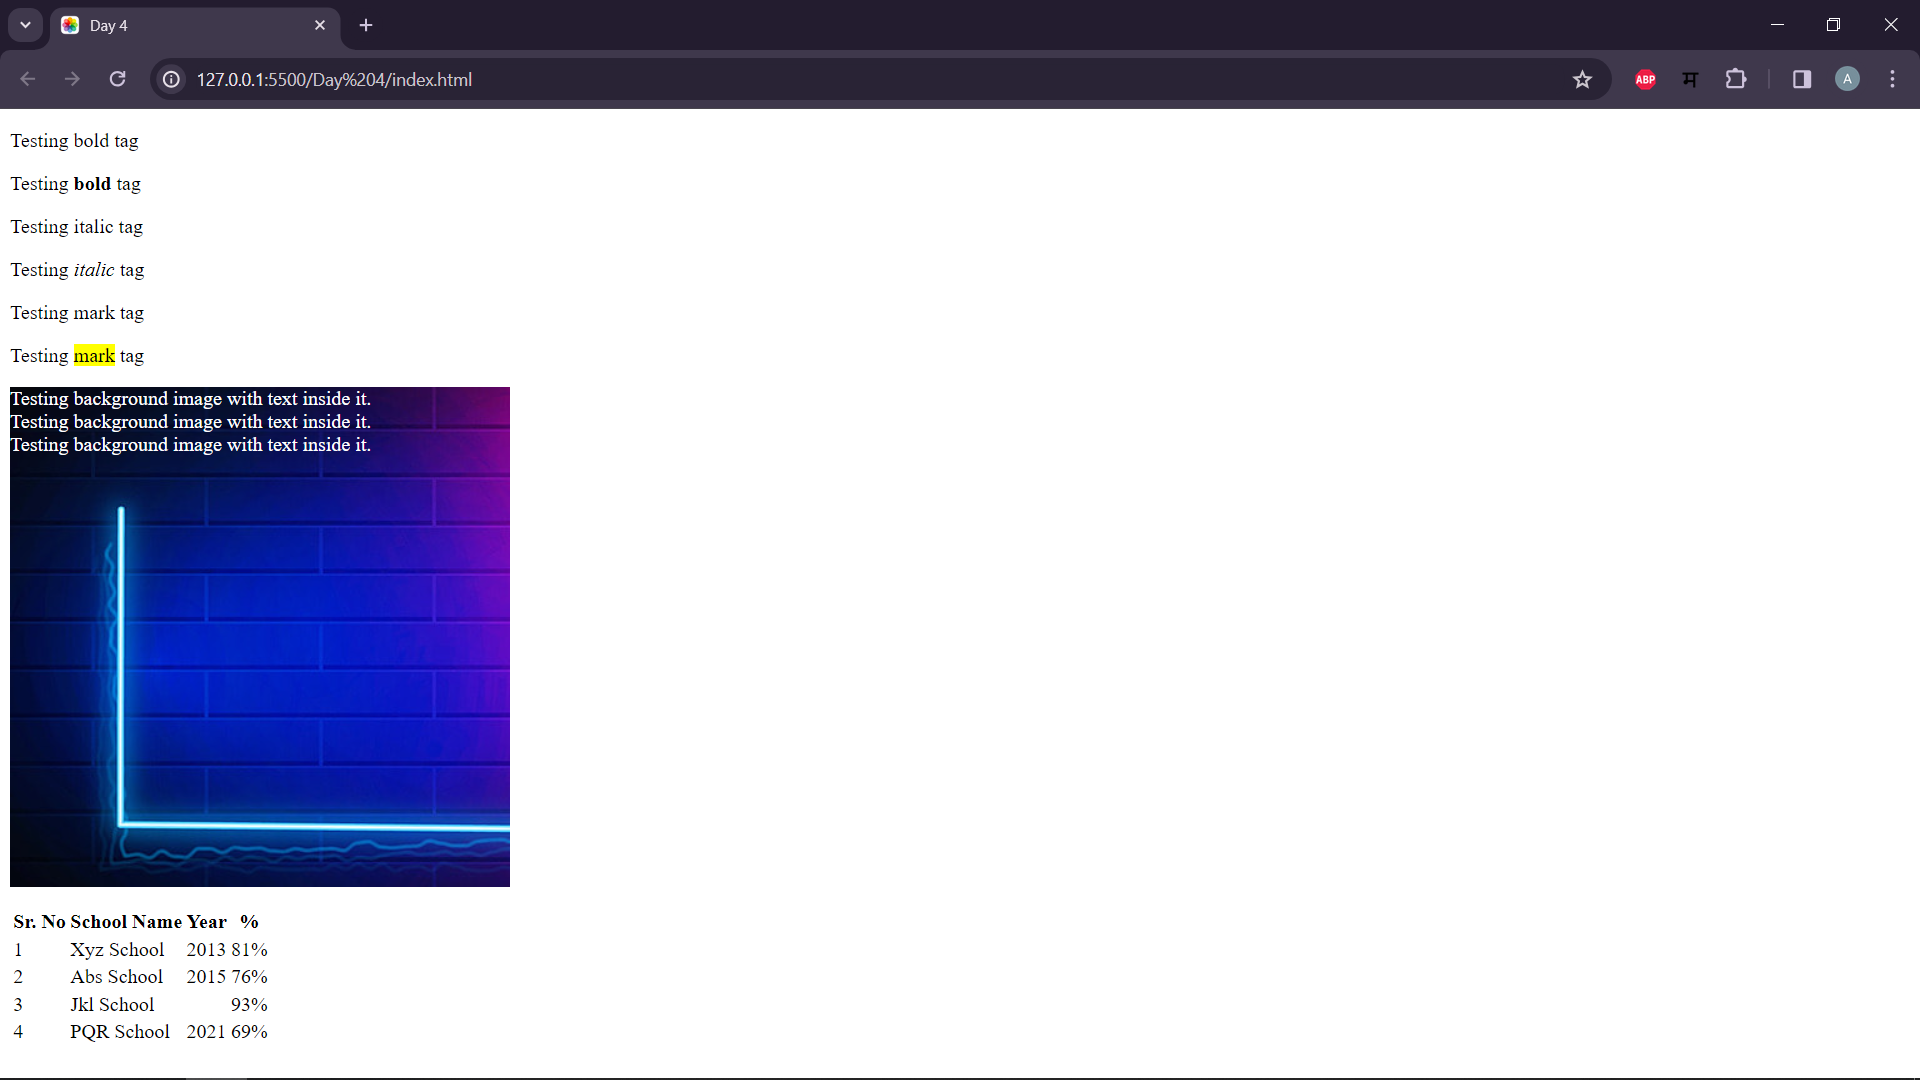 Day 4
127.0.0.1:5500/Day%204/index.html
ABP
म
A
Testing bold tag
Testing bold tag
Testing italic tag
Testing italic tag
Testing mark tag
Testing mark tag
Testing background image with text inside it.
Testing background image with text inside it.
Testing background image with text inside it.
Sr. No School Name Year %
1 Xyz School 2013 81%
2 Abs School 2015 76%
3 Jkl School 93%
4 PQR School 2021 69%